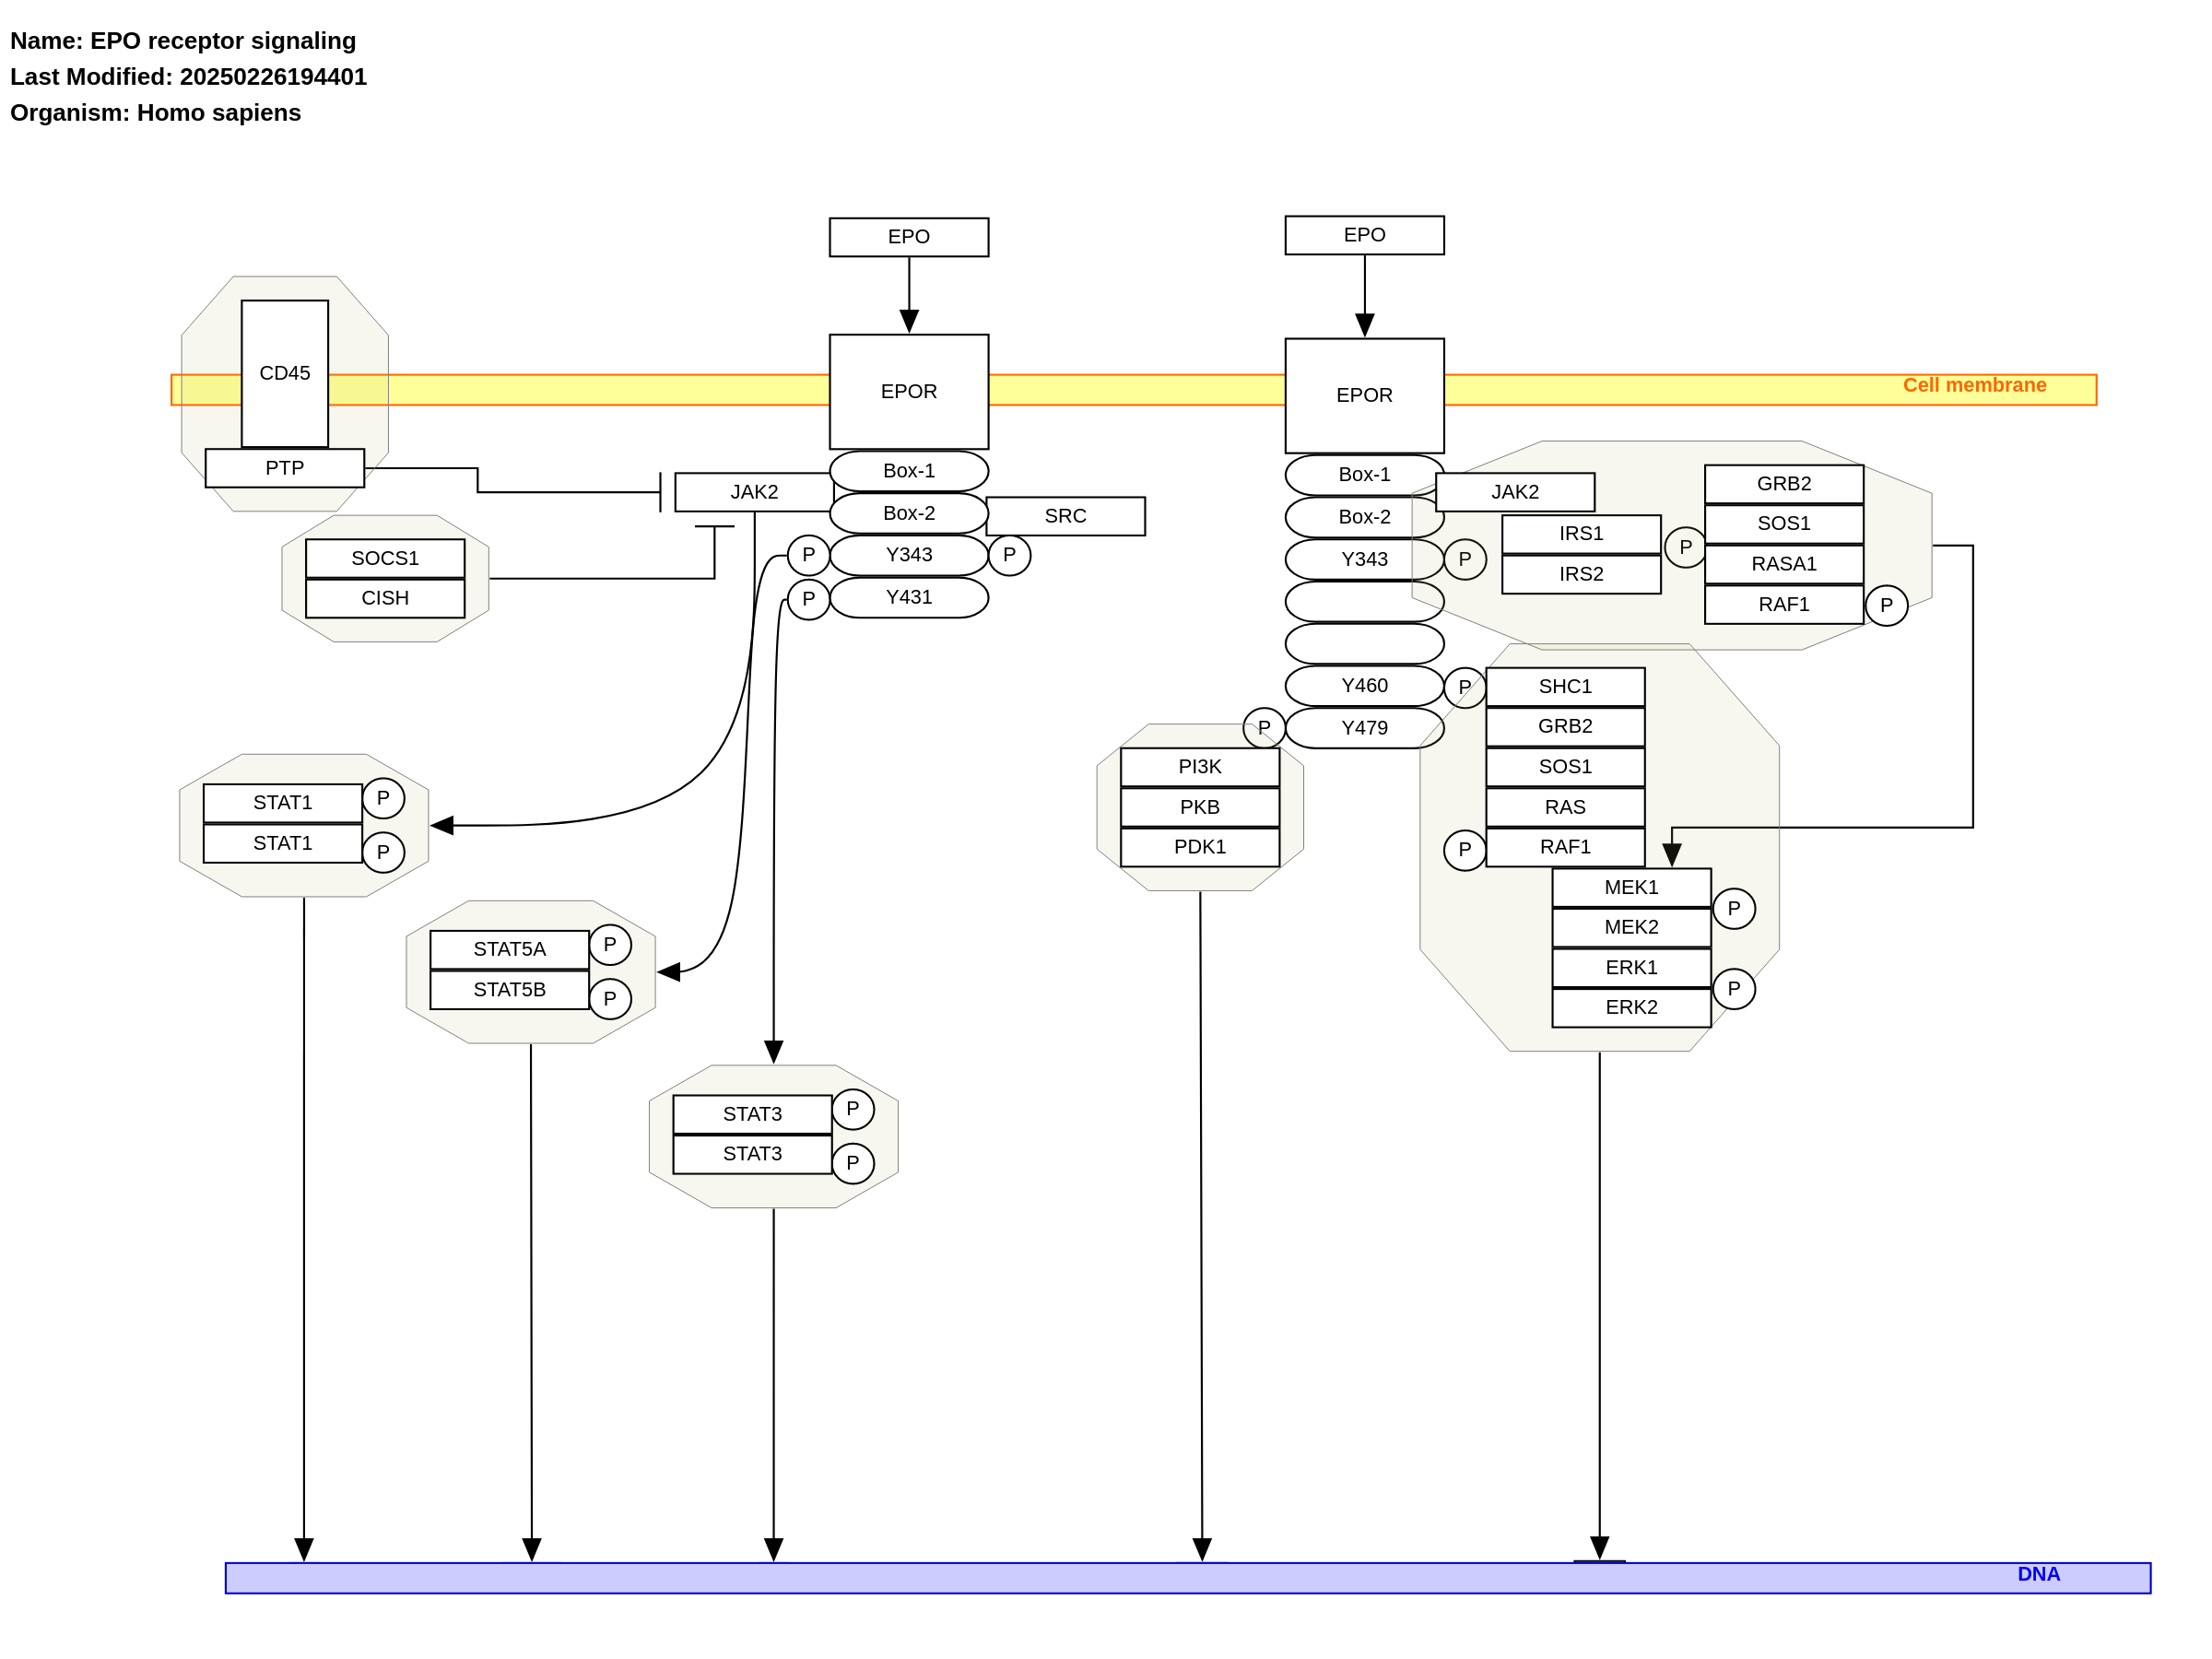 Name: EPO receptor signaling
Last Modified: 20250226194401
Organism: Homo sapiens
EPO
EPO
CD45
PTP
EPOR
EPOR
Cell membrane
SOCS1
CISH
JAK2
Box-1
Box-2
SRC
P
Y343
P
P
Y431
Box-1
Box-2
Y343
P
JAK2
IRS1
IRS2
P
GRB2
SOS1
RASA1
RAF1
P
Y460
P
P
Y479
SHC1
GRB2
SOS1
RAS
P
RAF1
MEK1
P
MEK2
ERK1
P
ERK2
PI3K
PKB
PDK1
STAT1
P
STAT1
P
STAT5A
P
STAT5B
P
STAT3
P
STAT3
P
DNA